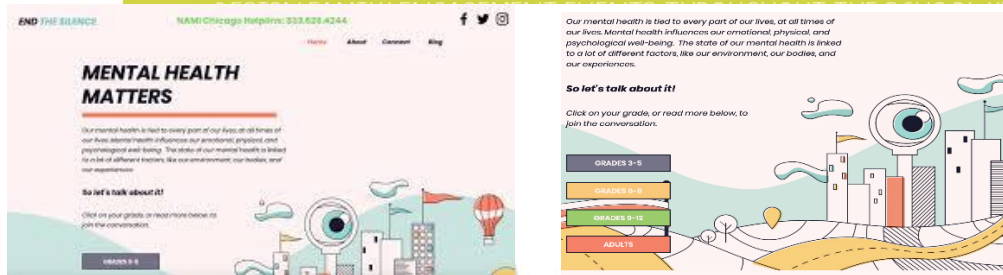 END THE SILENCE
NAMI Chicago Helpline: 833.626.4244
Home About Connect Blog
MENTAL HEALTH
MATTERS
Our mental health is tied to every part of our lives, at all times of
our lives. Mental health influences our emotional, physical, and
psychological well-being. The state of our mental health is linked
to a lot of different factors, like our environment, our bodies, and
our experiences.
So let's talk about it!
Click on your grade, or read more below, to
join the conversation.
GRADES 3-5
Our mental health is tied to every part of our lives, at all times of
our lives. Mental health influences our emotional, physical, and
psychological well-being. The state of our mental health is linked
to a lot of different factors, like our environment, our bodies, and
our experiences.
So let's talk about it!
Click on your grade, or read more below, to
join the conversation.
GRADES 3-5
GRADES 6-8
GRADES 9-12
ADULTS